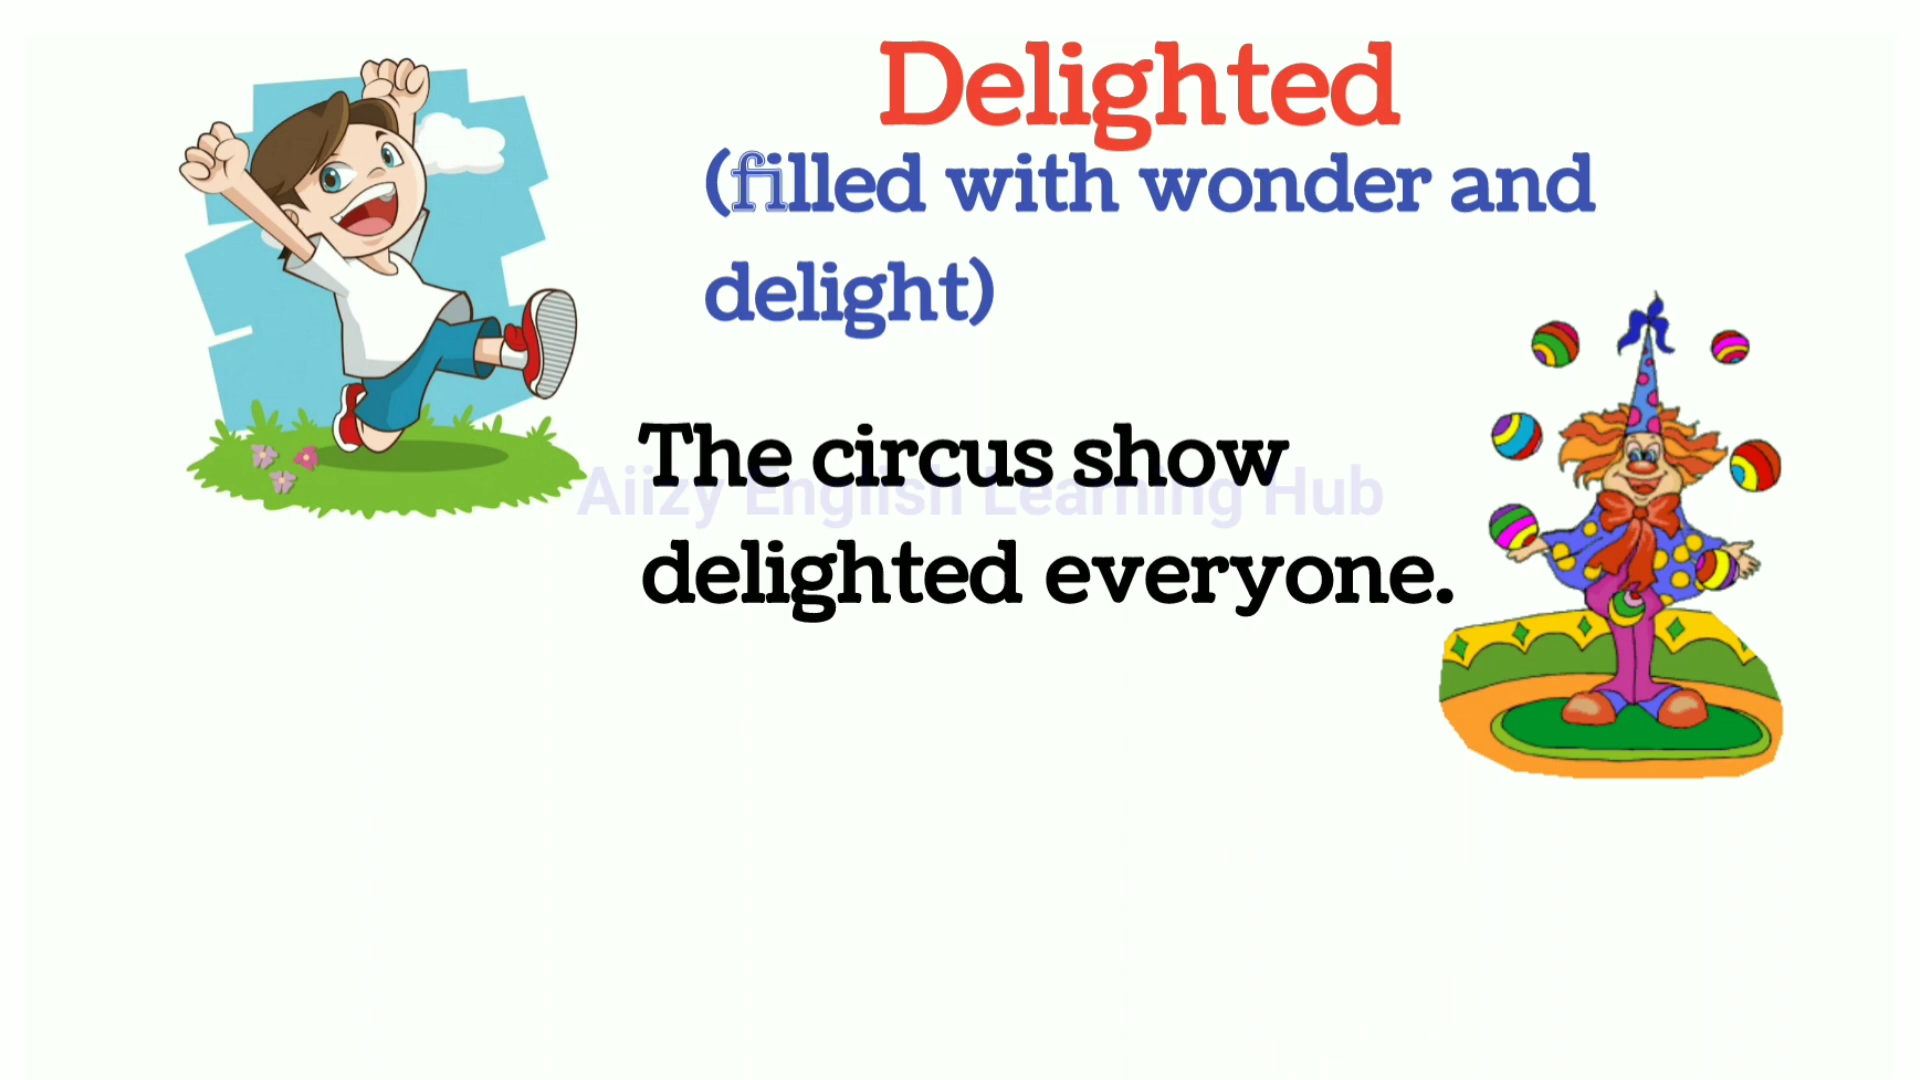 Delighted
(filled with wonder and
delight)
The circus show
Aiizy English Learning Hub
delighted everyone.